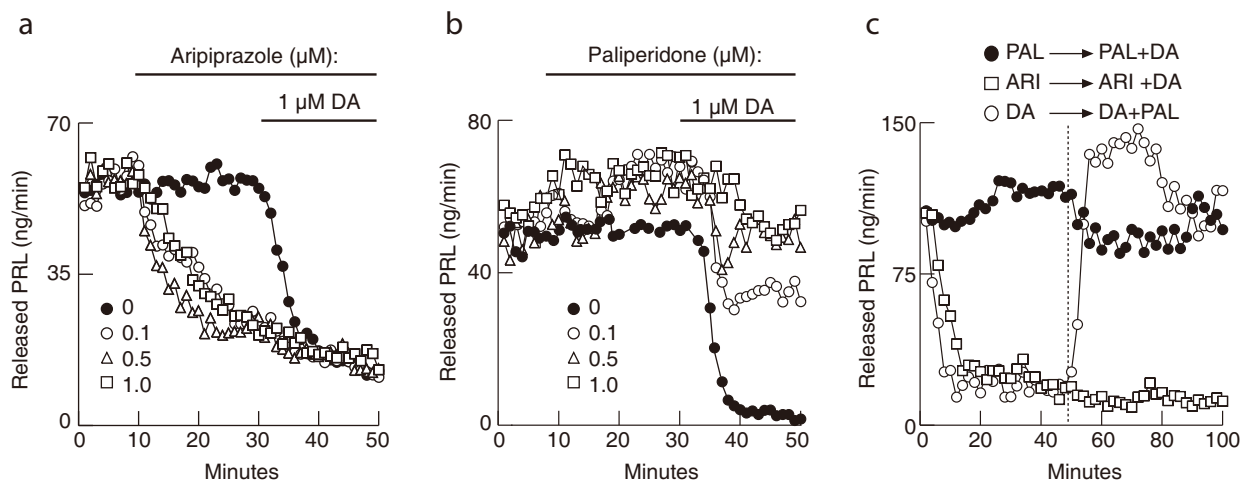 a
Aripiprazole (µM):
1 µM DA
70
35
0
Released PRL (ng/min)
0
0.1
0.5
1.0
0 10 20 30 40 50
Minutes
b
Paliperidone (µM):
1 µM DA
80
40
0
Released PRL (ng/min)
0
0.1
0.5
1.0
0 10 20 30 40 50
Minutes
c
PAL → PAL+DA
ARI → ARI +DA
DA → DA+PAL
150
75
0
Released PRL (ng/min)
0 20 40 60 80 100
Minutes